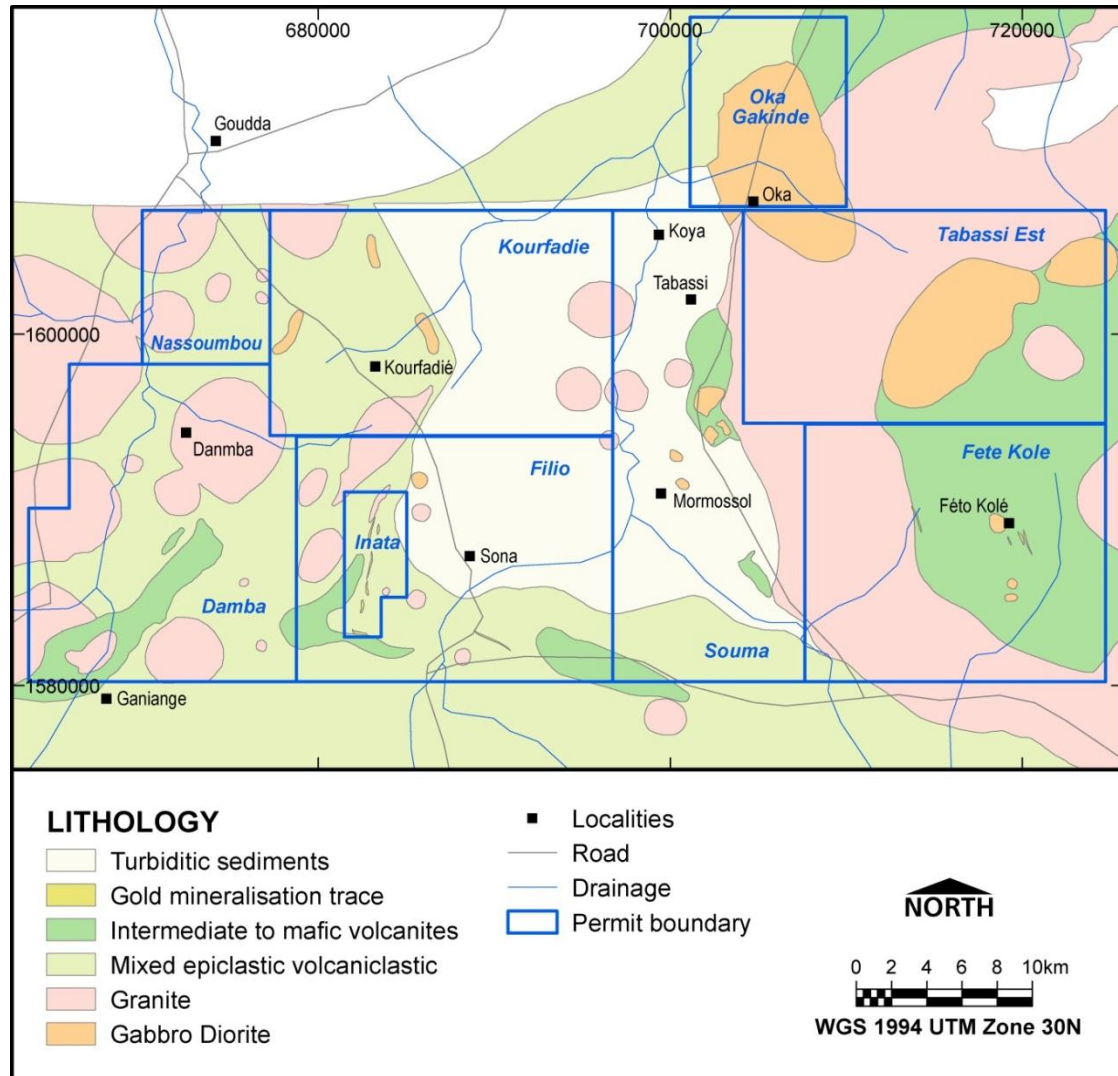 680000
700000
720000
Goudda
Oka
Gakinde
Oka
Kourfadie
Koya
Tabassi Est
Tabassi
1600000
Nassoumbou
Kourfadié
Danmba
Filio
Fete Kole
Mormossol
Féto Kolé
Inata
Sona
Damba
Souma
1580000
Ganiange
LITHOLOGY
Turbiditic sediments
Gold mineralisation trace
Intermediate to mafic volcanites
Mixed epiclastic volcaniclastic
Granite
Gabbro Diorite
Localities
Road
Drainage
Permit boundary
NORTH
0 2 4 6 8 10km
WGS 1994 UTM Zone 30N